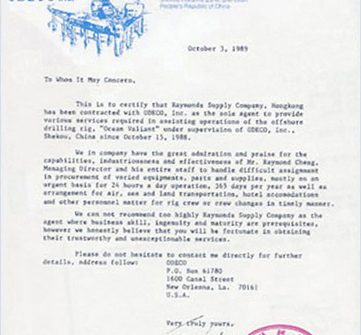 People's Republic of China
October 3, 1989
To Whom It May Concern,
This is to certify that Raymonds Supply Company, Hongkong
has been contracted with ODECO, Inc. as the sole agent to provide
various services required in assisting operations of the offshore
drilling rig, "Ocean Valiant" under supervision of ODECO, Inc.,
Shekou, China since October 15, 1988.
We in company have the great admiration and praise for the
capabilities, industriousness and effectiveness of Mr. Raymond Cheng,
Managing Director and his entire staff to handle difficult assignment
in procurement of varied equipments, parts and supplies, mostly on an
urgent basis for 24 hours a day operation, 365 days per year as well as
arrangement for air, sea and land transportation, hotel accomodations
and other personnel matter for rig crew or crew changes in timely manner.
We can not recommend too highly Raymonds Supply Company as the
agent where business skill, ingenuity and maturity are prerequisites,
however we honestly believe that you will be fortunate in obtaining
their trustworthy and unexceptionable services.
Please do not hesitate to contact me directly for further
details, address follow:
ODECO
P.O. Box 61780
1600 Canal Street
New Orleans, La. 70161
U.S.A.
Very truly yours,